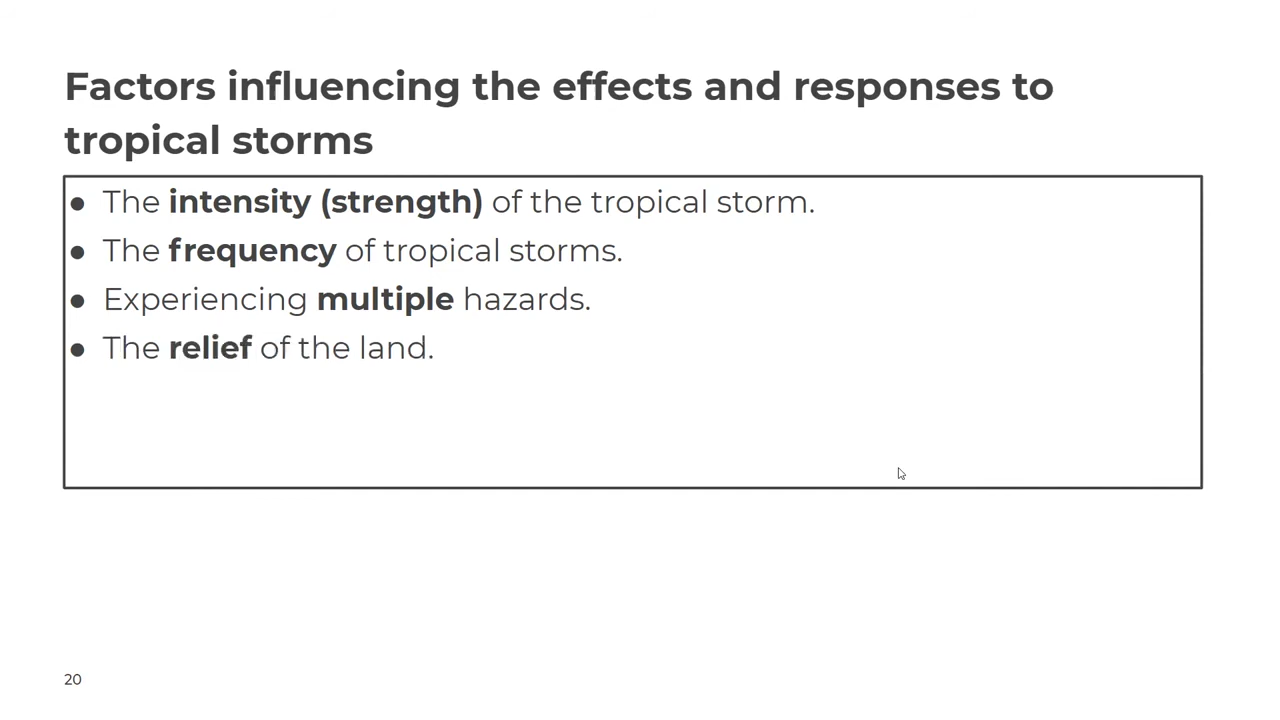 Factors influencing the effects and responses to
tropical storms
● The intensity (strength) of the tropical storm.
● The frequency of tropical storms.
● Experiencing multiple hazards.
● The relief of the land.
20